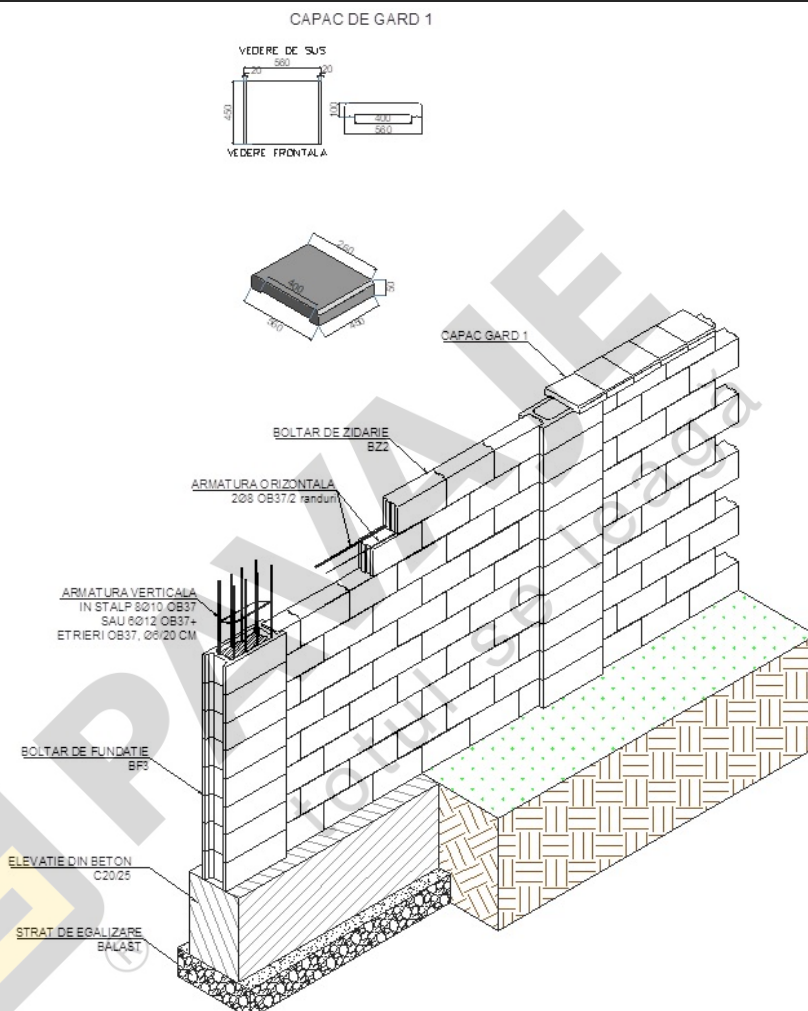 CAPAC DE GARD 1
VEDERE DE SUS
560
20
20
450
VEDERE FRONTALA
100
400
560
260
400
50
560
450
CAPAC GARD 1
BOLTAR DE ZIDARIE
BZ2
ARMATURA ORIZONTALA
2Ø8 OB37/2 randuri
ARMATURA VERTICALA
IN STALP 8Ø10 OB37
SAU 6Ø12 OB37+
ETRIERI OB37, Ø6/20 CM
BOLTAR DE FUNDATIE
BF3
ELEVATIE DIN BETON
C20/25
STRAT DE EGALIZARE
BALAST
PAVAJE
totul se leagă
®